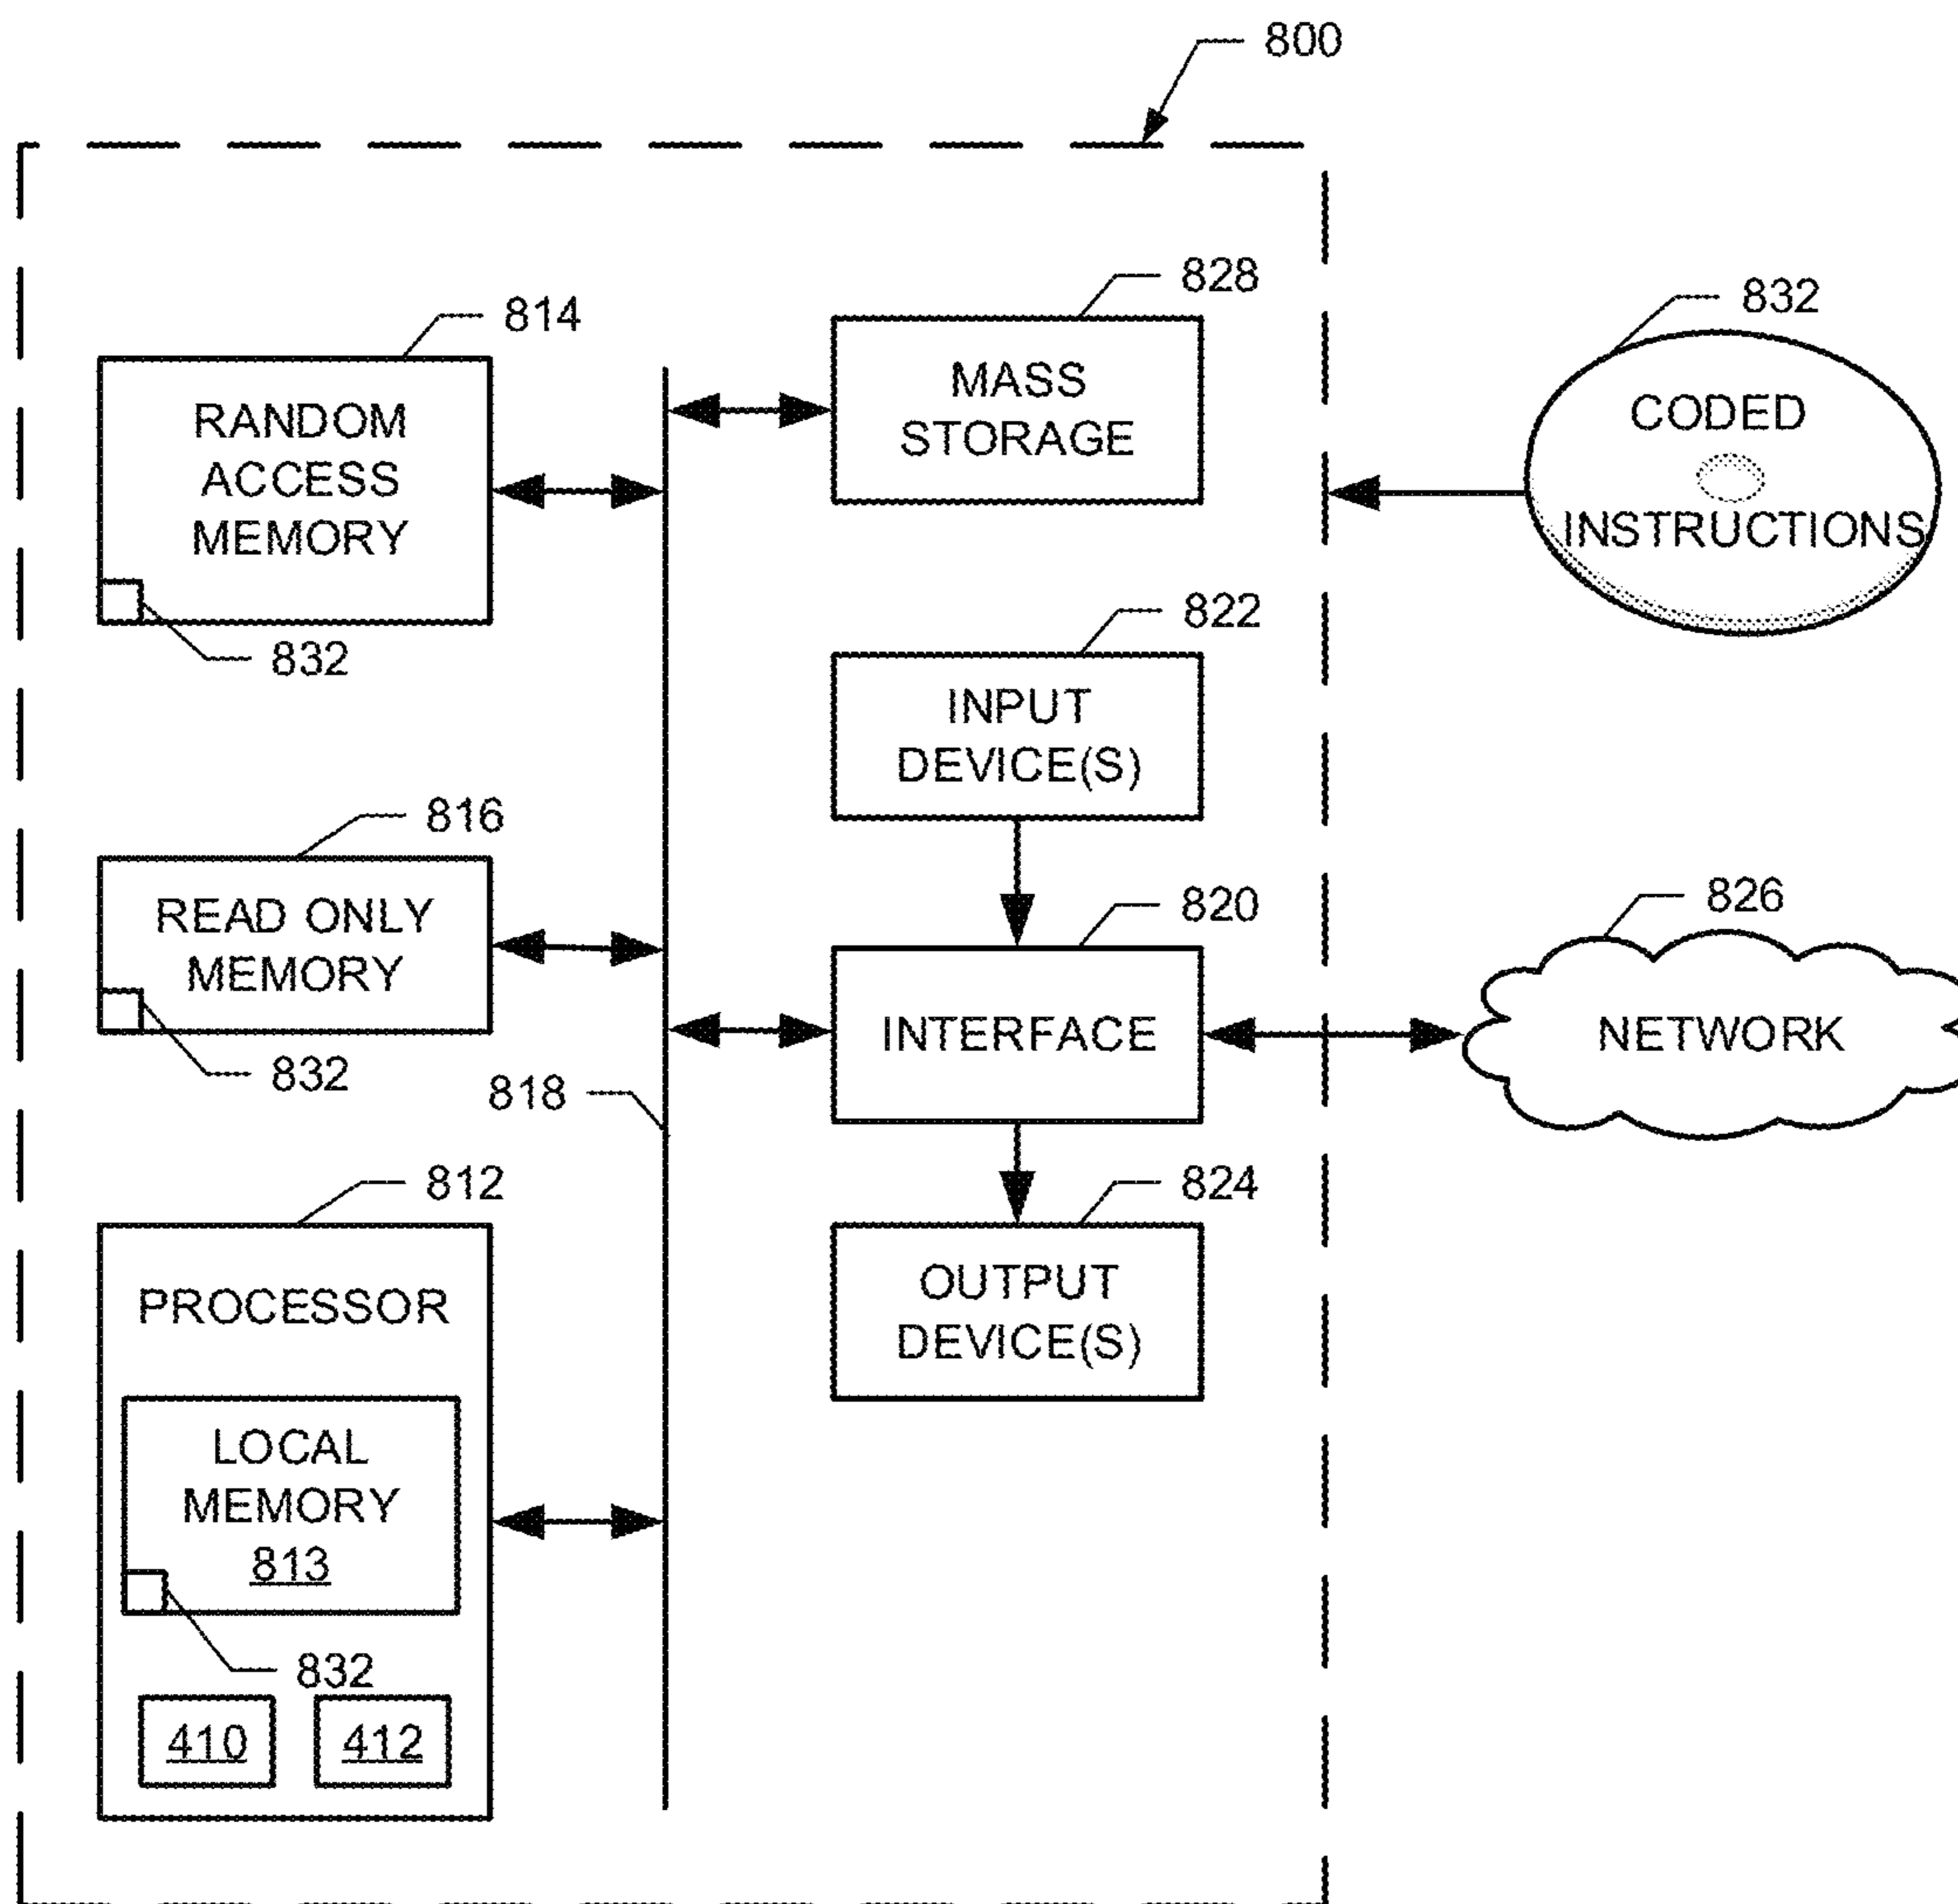 800
814
RANDOM
ACCESS
MEMORY
832
828
MASS
STORAGE
832
CODED
INSTRUCTIONS
822
INPUT
DEVICE(S)
816
READ ONLY
MEMORY
832
818
820
INTERFACE
826
NETWORK
812
PROCESSOR
LOCAL
MEMORY
813
832
410
412
824
OUTPUT
DEVICE(S)